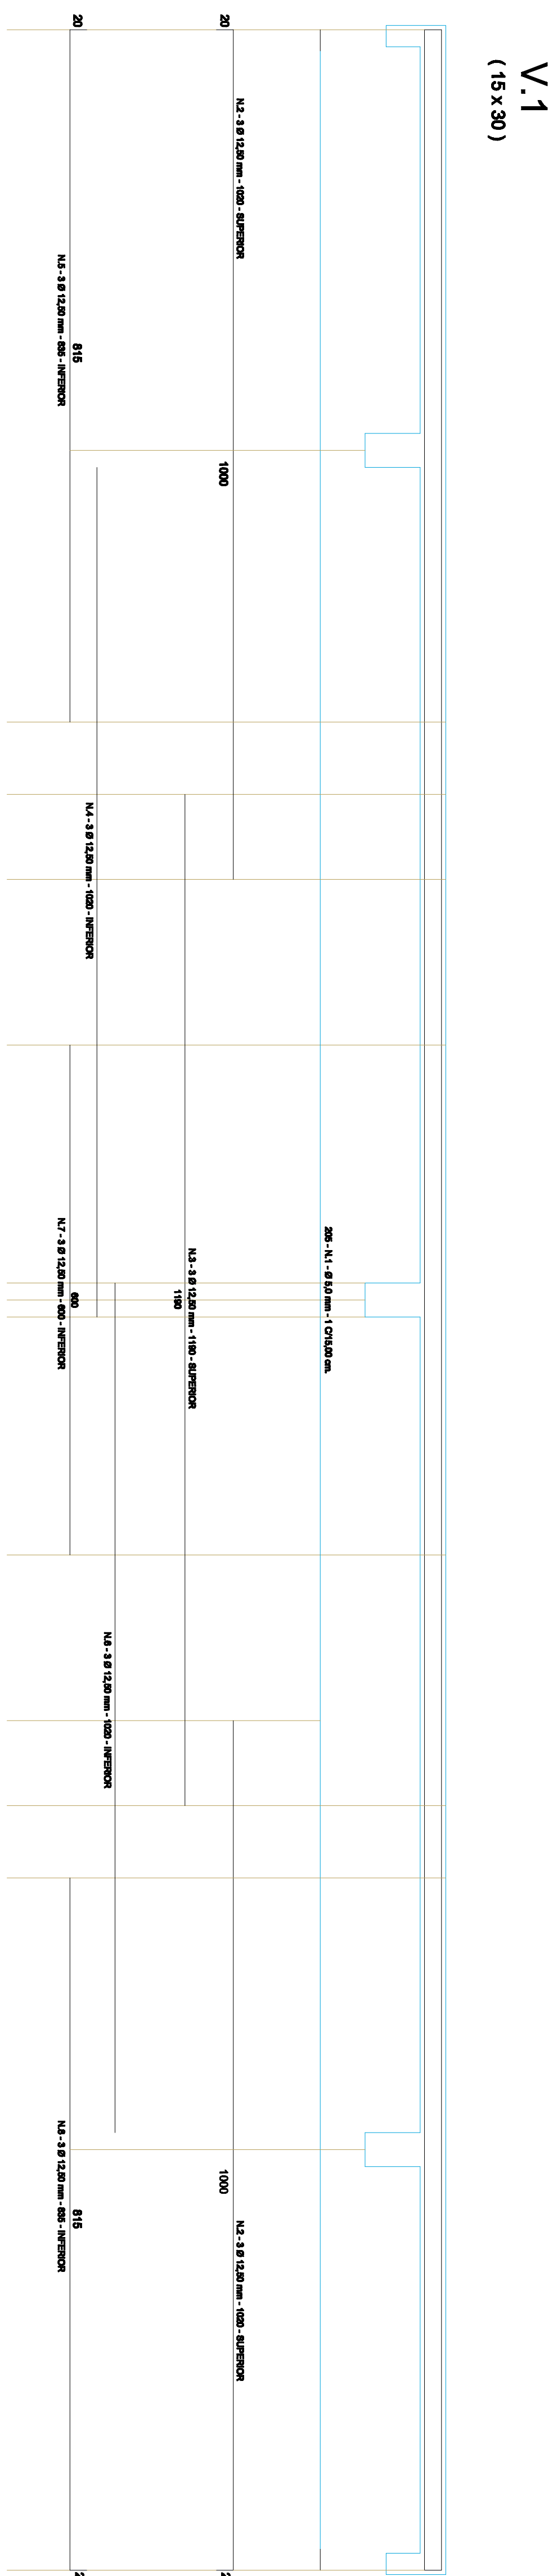 V.1
( 15 x 30 )
205 - N.1 - Ø 5,0 mm - 1 C/15,00 cm.
20
N.2 - 3 Ø 12,50 mm - 1020 - SUPERIOR
1000
1000
N.2 - 3 Ø 12,50 mm - 1020 - SUPERIOR
2
N.3 - 3 Ø 12,50 mm - 1190 - SUPERIOR
1190
N.6 - 3 Ø 12,50 mm - 1020 - INFERIOR
N.4 - 3 Ø 12,50 mm - 1020 - INFERIOR
20
815
N.5 - 3 Ø 12,50 mm - 835 - INFERIOR
600
N.7 - 3 Ø 12,50 mm - 600 - INFERIOR
815
N.8 - 3 Ø 12,50 mm - 835 - INFERIOR
2